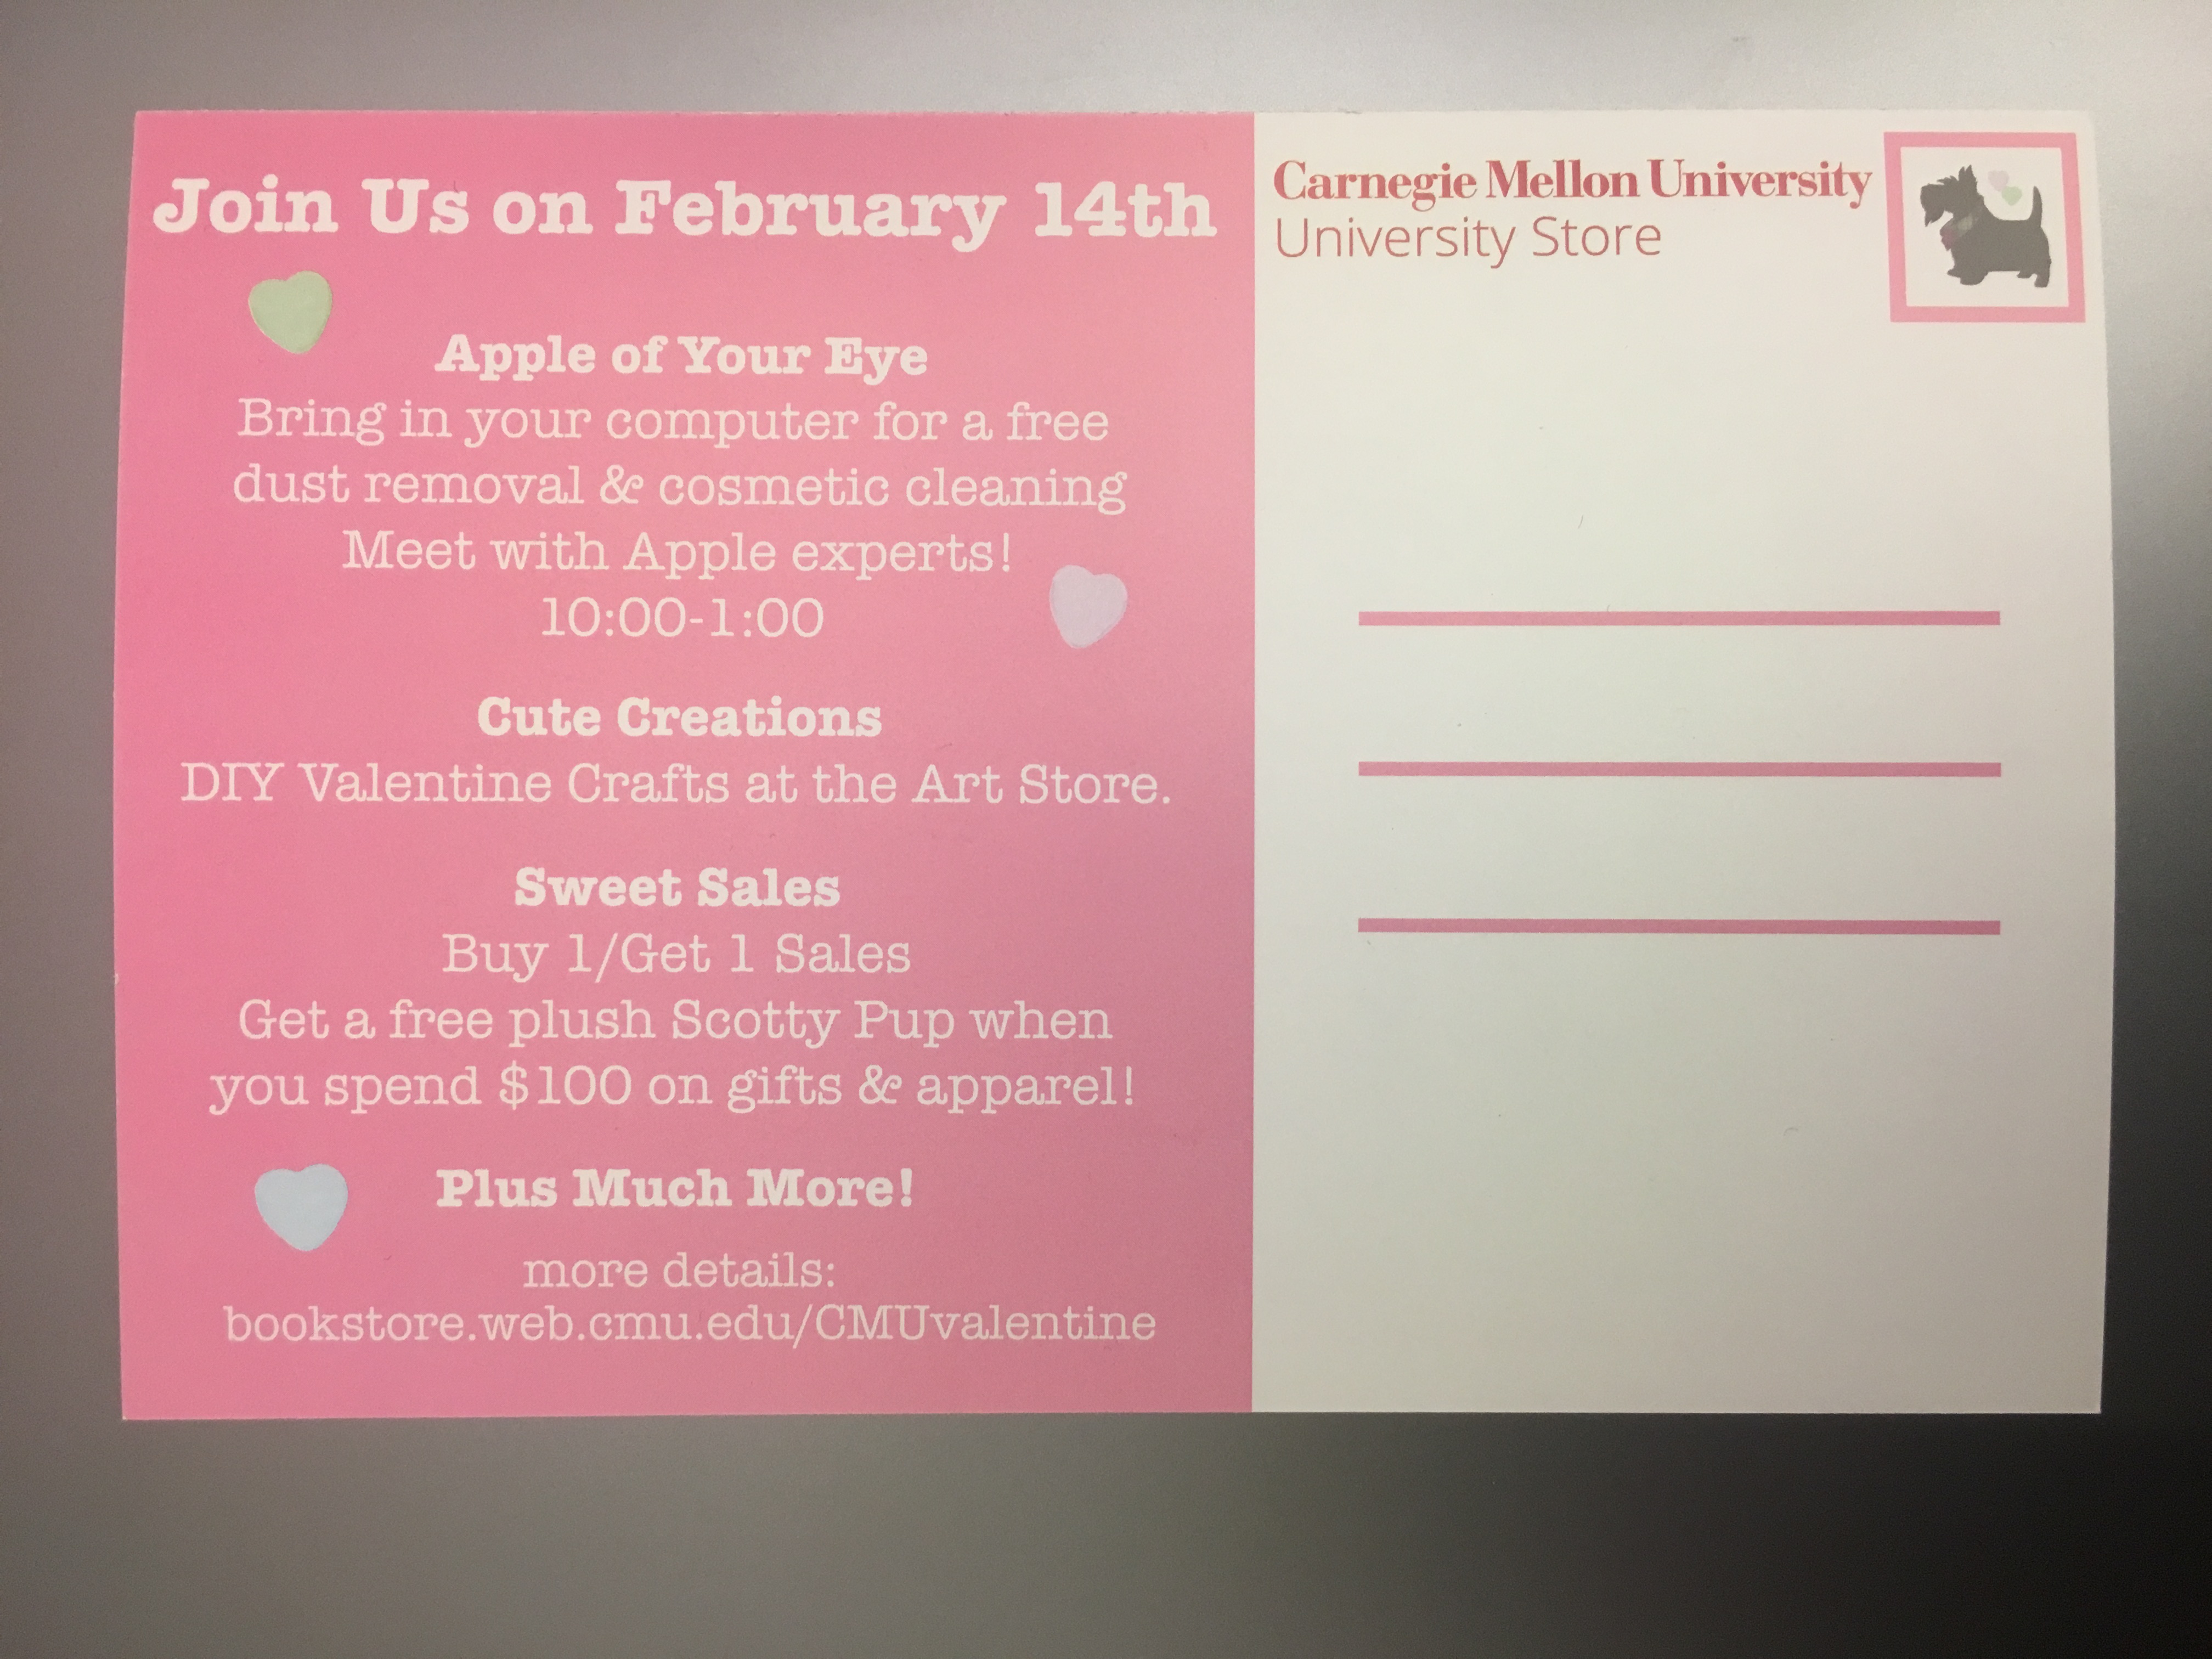 Join Us on February 14th
Apple of Your Eye
Bring in your computer for a free
dust removal & cosmetic cleaning
Meet with Apple experts!
10:00-1:00
Cute Creations
DIY Valentine Crafts at the Art Store.
Sweet Sales
Buy 1/Get 1 Sales
Get a free plush Scotty Pup when
you spend $100 on gifts & apparel!
Plus Much More!
more details:
bookstore.web.cmu.edu/CMUvalentine
Carnegie Mellon University
University Store